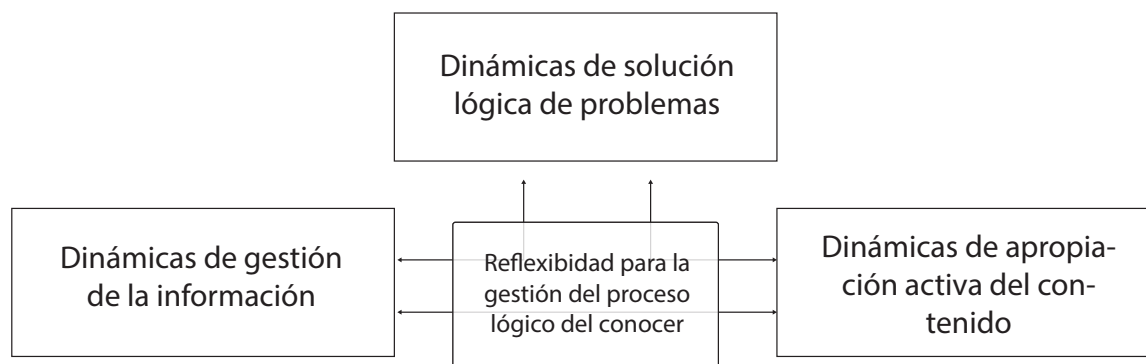 Dinámicas de solución
lógica de problemas
Dinámicas de gestión
de la información
Reflexibidad para la
gestión del proceso
lógico del conocer
Dinámicas de apropia-
ción activa del con-
tenido